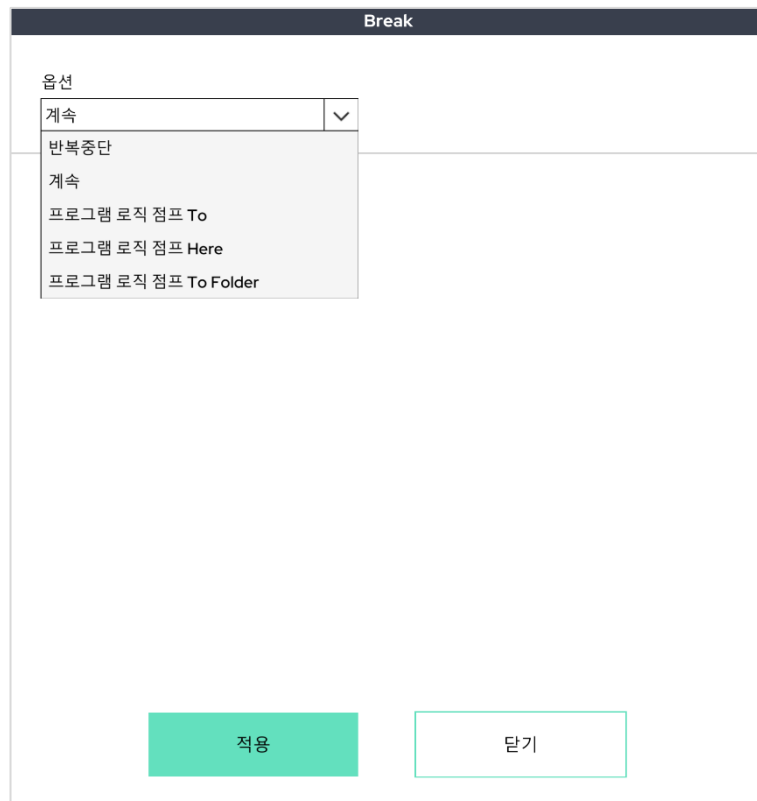 Break
옵션
계속
반복중단
계속
프로그램 로직 점프 To
프로그램 로직 점프 Here
프로그램 로직 점프 To Folder
적용
닫기